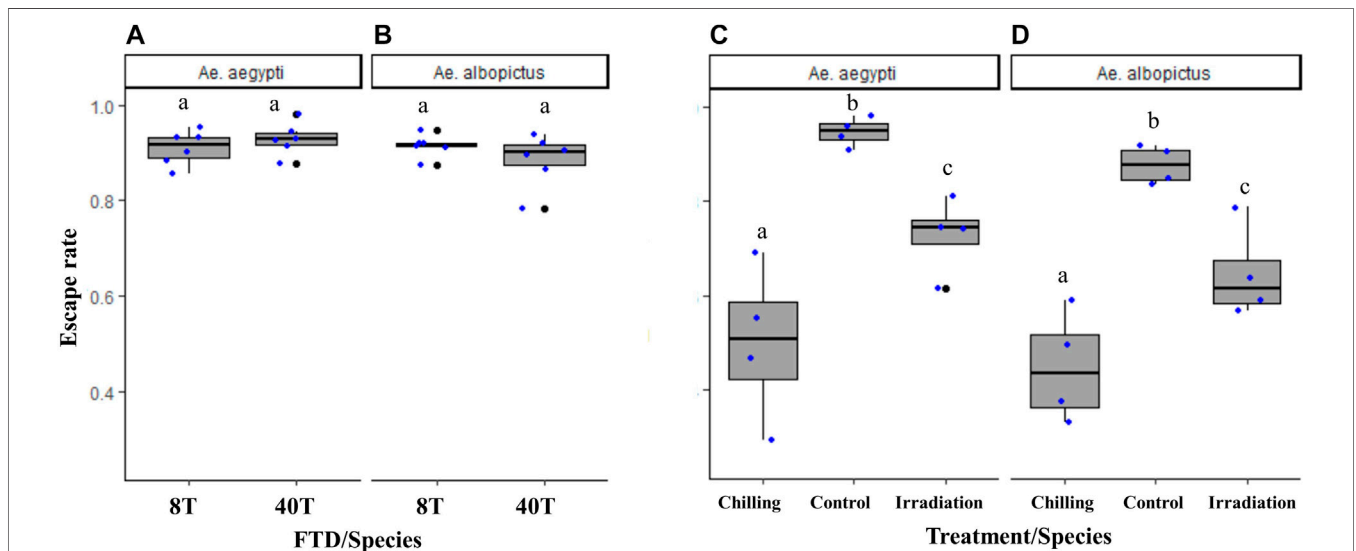 A
B
C
D
Ae. aegypti
Ae. albopictus
Ae. aegypti
Ae. albopictus
a
a
a
a
a
b
c
a
b
c
1.0
0.8
0.6
0.4
Escape rate
8T
40T
8T
40T
Chilling
Control
Irradiation
Chilling
Control
Irradiation
FTD/Species
Treatment/Species